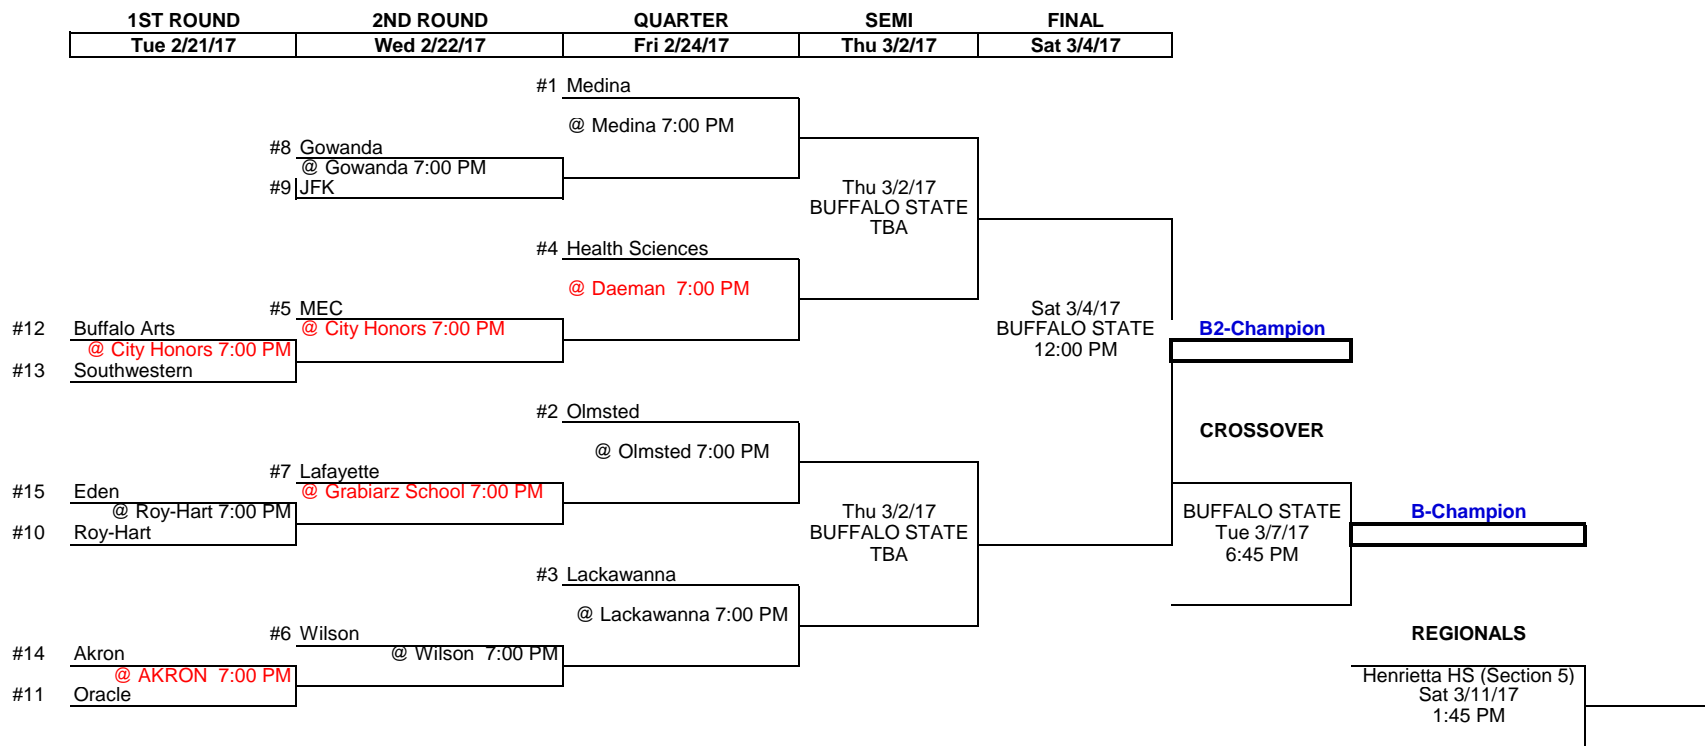 1ST ROUND 2ND ROUND QUARTER SEMI FINAL
Tue 2/21/17 Wed 2/22/17 Fri 2/24/17 Thu 3/2/17 Sat 3/4/17
#1 Medina
@ Medina 7:00 PM
#8 Gowanda
@ Gowanda 7:00 PM
#9 JFK
Thu 3/2/17
BUFFALO STATE
TBA
#4 Health Sciences
@ Daeman 7:00 PM
#5 MEC
@ City Honors 7:00 PM
#12 Buffalo Arts
@ City Honors 7:00 PM
#13 Southwestern
Sat 3/4/17
BUFFALO STATE
12:00 PM
B2-Champion
#2 Olmsted
@ Olmsted 7:00 PM
CROSSOVER
#7 Lafayette
@ Grabiarz School 7:00 PM
#15 Eden
@ Roy-Hart 7:00 PM
#10 Roy-Hart
Thu 3/2/17
BUFFALO STATE
TBA
BUFFALO STATE
Tue 3/7/17
6:45 PM
B-Champion
#3 Lackawanna
@ Lackawanna 7:00 PM
#6 Wilson
@ Wilson 7:00 PM
#14 Akron
@ AKRON 7:00 PM
#11 Oracle
REGIONALS
Henrietta HS (Section 5)
Sat 3/11/17
1:45 PM